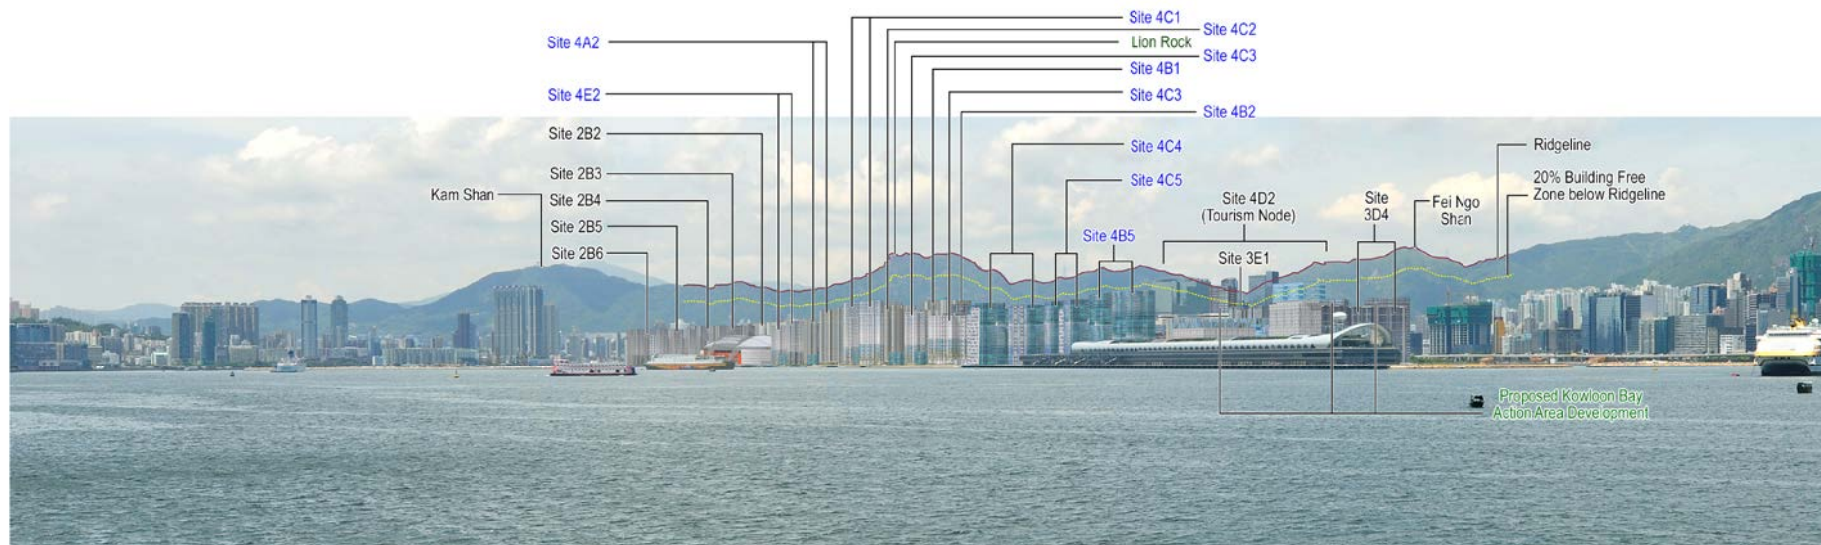 Site 4C1
Site 4C2
Site 4A2
Lion Rock
Site 4C3
Site 4B1
Site 4E2
Site 4C3
Site 4B2
Site 2B2
Site 4C4
Ridgeline
Site 2B3
Site 4C5
20% Building Free
Zone below Ridgeline
Kam Shan
Site 2B4
Site 4D2
(Tourism Node)
Site
3D4
Fei Ngo
Shan
Site 2B5
Site 4B5
Site 2B6
Site 3E1
Proposed Kowloon Bay
Action Area Development